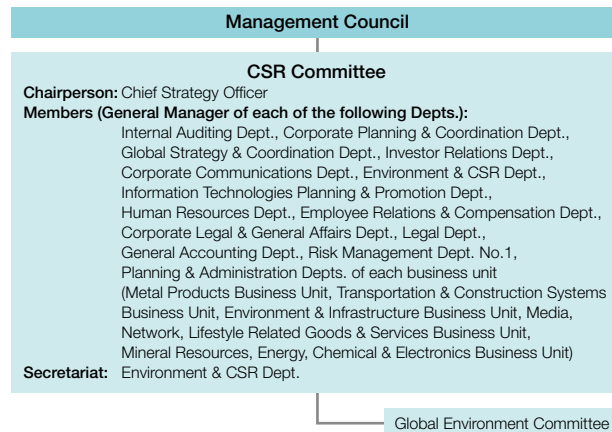 Management Council
CSR Committee
Chairperson: Chief Strategy Officer
Members (General Manager of each of the following Depts.):
Internal Auditing Dept., Corporate Planning & Coordination Dept.,
Global Strategy & Coordination Dept., Investor Relations Dept.,
Corporate Communications Dept., Environment & CSR Dept.,
Information Technologies Planning & Promotion Dept.,
Human Resources Dept., Employee Relations & Compensation Dept.,
Corporate Legal & General Affairs Dept., Legal Dept.,
General Accounting Dept., Risk Management Dept. No.1,
Planning & Administration Depts. of each business unit
(Metal Products Business Unit, Transportation & Construction Systems
Business Unit, Environment & Infrastructure Business Unit, Media,
Network, Lifestyle Related Goods & Services Business Unit,
Mineral Resources, Energy, Chemical & Electronics Business Unit)
Secretariat: Environment & CSR Dept.
Global Environment Committee